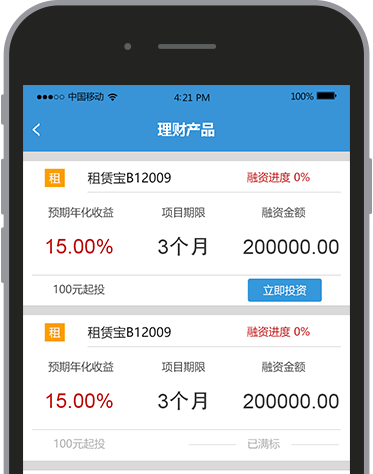 中国移动 4:21 PM 100%
理财产品
租 租赁宝B12009 融资进度 0%
预期年化收益 项目期限 融资金额
15.00% 3个月 200000.00
100元起投 立即投资
租 租赁宝B12009 融资进度 0%
预期年化收益 项目期限 融资金额
15.00% 3个月 200000.00
100元起投 已满标